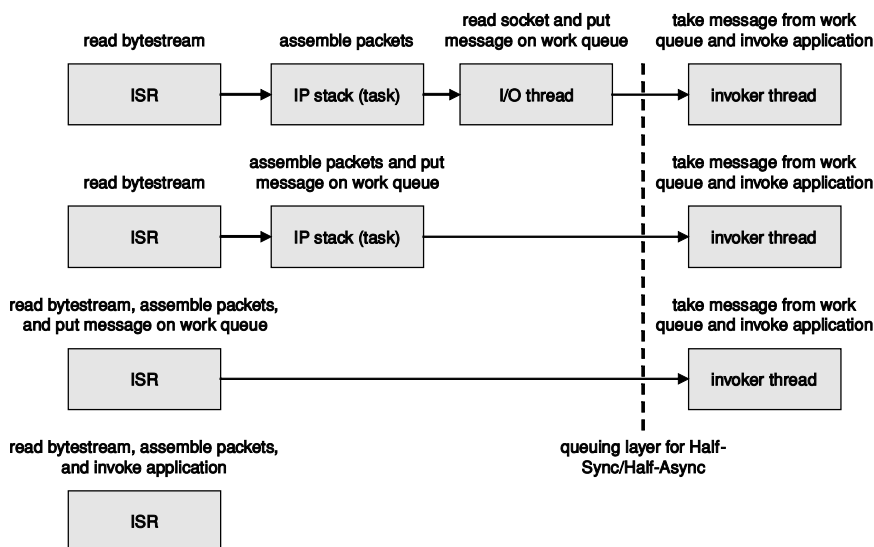 read bytestream
assemble packets
read socket and put
message on work queue
take message from work
queue and invoke application
ISR
IP stack (task)
I/O thread
invoker thread
read bytestream
assemble packets and put
message on work queue
take message from work
queue and invoke application
ISR
IP stack (task)
invoker thread
read bytestream, assemble packets,
and put message on work queue
take message from work
queue and invoke application
ISR
invoker thread
read bytestream, assemble packets,
and invoke application
queuing layer for Half-
Sync/Half-Async
ISR